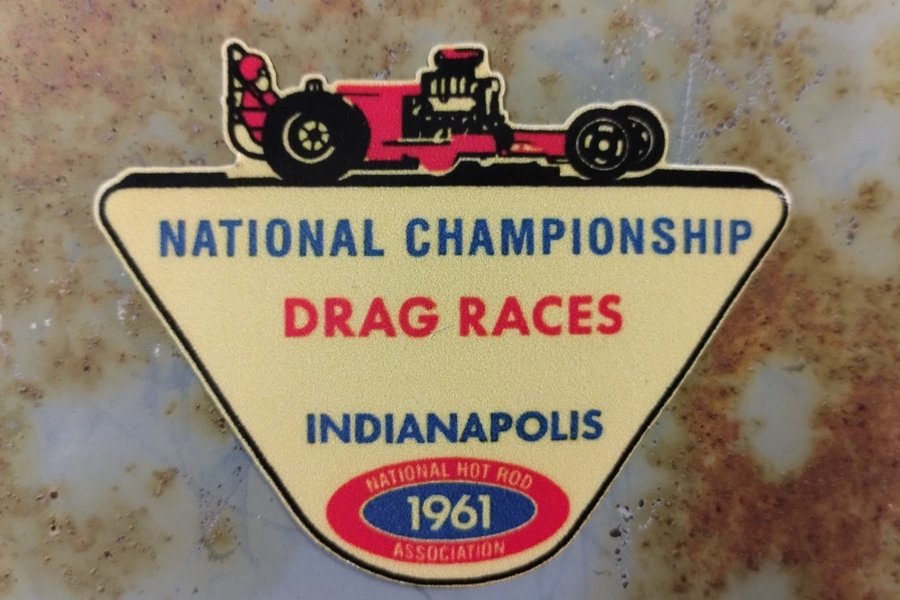 NATIONAL CHAMPIONSHIP
DRAG RACES
INDIANAPOLIS
NATIONAL HOT ROD
1961
ASSOCIATION